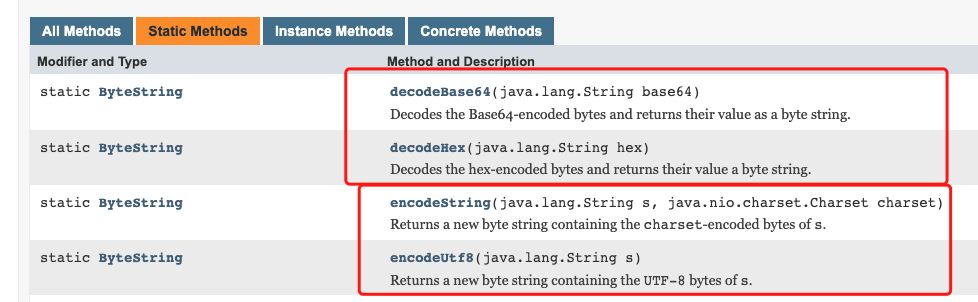 All Methods Static Methods Instance Methods Concrete Methods
Modifier and Type Method and Description
static ByteString decodeBase64(java.lang.String base64)
Decodes the Base64-encoded bytes and returns their value as a byte string.
static ByteString decodeHex(java.lang.String hex)
Decodes the hex-encoded bytes and returns their value a byte string.
static ByteString encodeString(java.lang.String s, java.nio.charset.Charset charset)
Returns a new byte string containing the charset-encoded bytes of s.
static ByteString encodeUtf8(java.lang.String s)
Returns a new byte string containing the UTF-8 bytes of s.